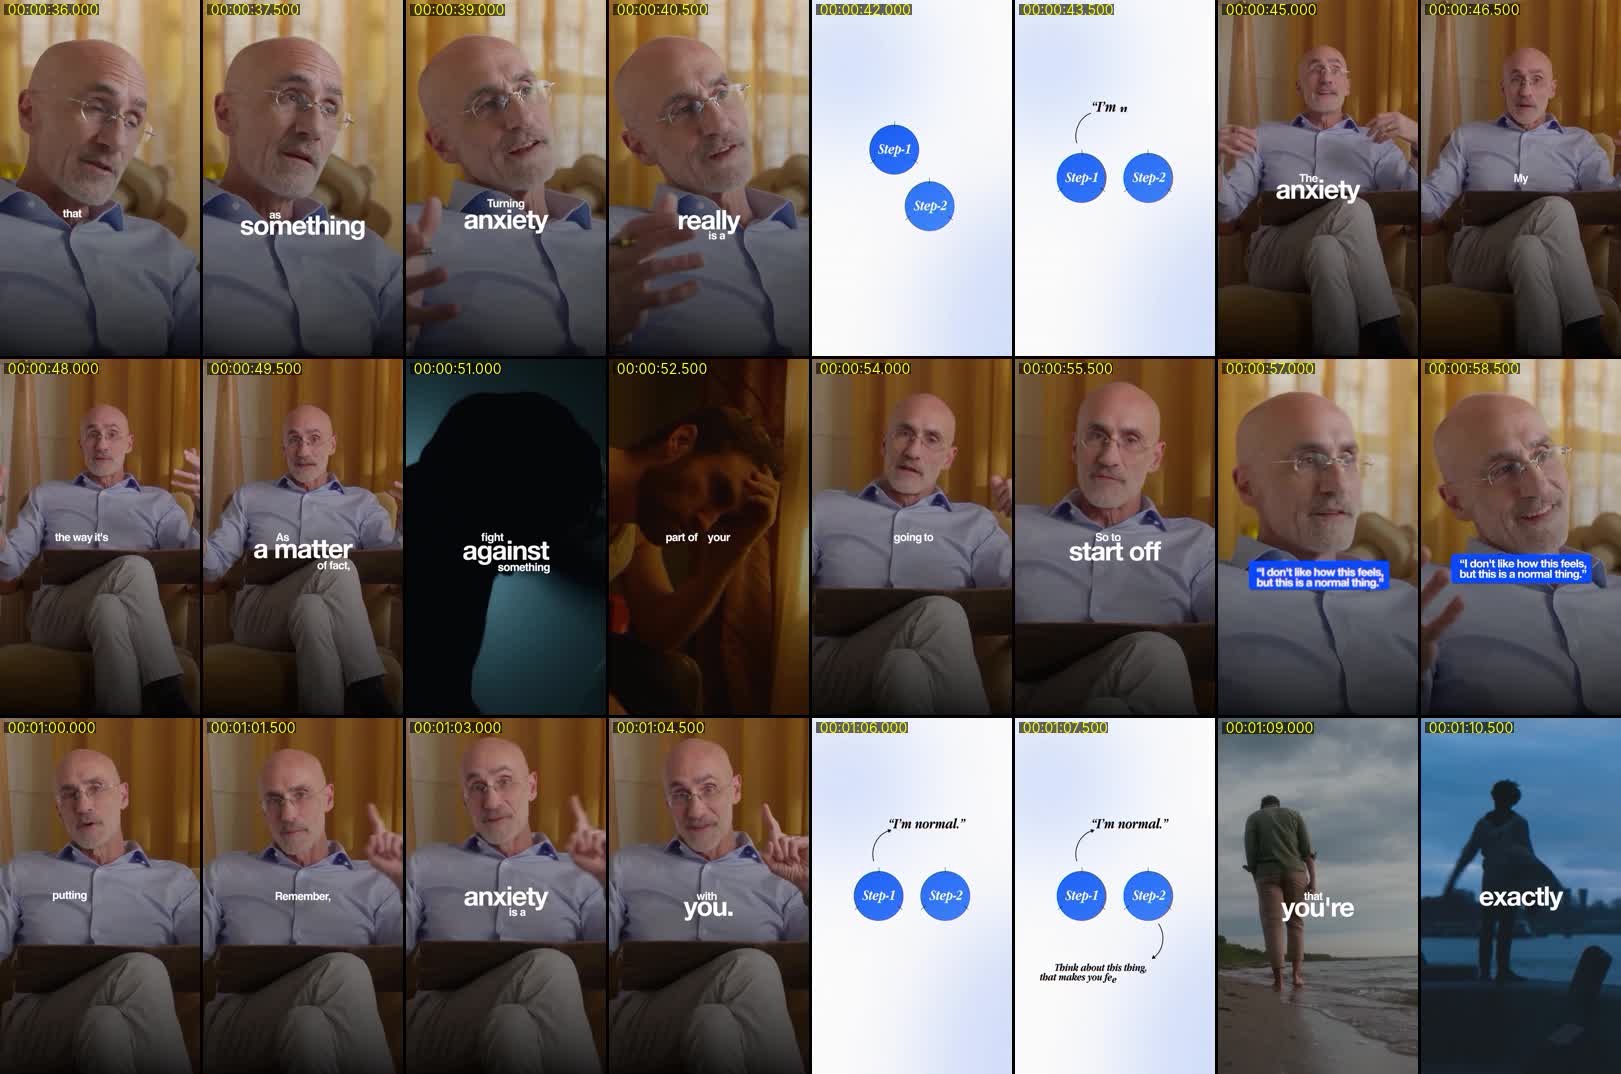 00:00:36.000
that
00:00:37.500
as
something
00:00:39.000
Turning
anxiety
00:00:40.500
really
is a
00:00:42.000
Step-1
Step-2
00:00:43.500
“I'm n
Step-1
Step-2
00:00:45.000
The
anxiety
00:00:46.500
My
00:00:48.000
the way it's
00:00:49.500
As
a matter
of fact,
00:00:51.000
fight
against
something
00:00:52.500
part of your
00:00:54.000
going to
00:00:55.500
So to
start off
00:00:57.000
“I don't like how this feels,
but this is a normal thing.”
00:00:58.500
“I don't like how this feels,
but this is a normal thing.”
00:01:00.000
putting
00:01:01.500
Remember,
00:01:03.000
anxiety
is a
00:01:04.500
with
you.
00:01:06.000
“I'm normal.”
Step-1
Step-2
00:01:07.500
“I'm normal.”
Step-1
Step-2
Think about this thing,
that makes you fe
00:01:09.000
that
you're
00:01:10.500
exactly